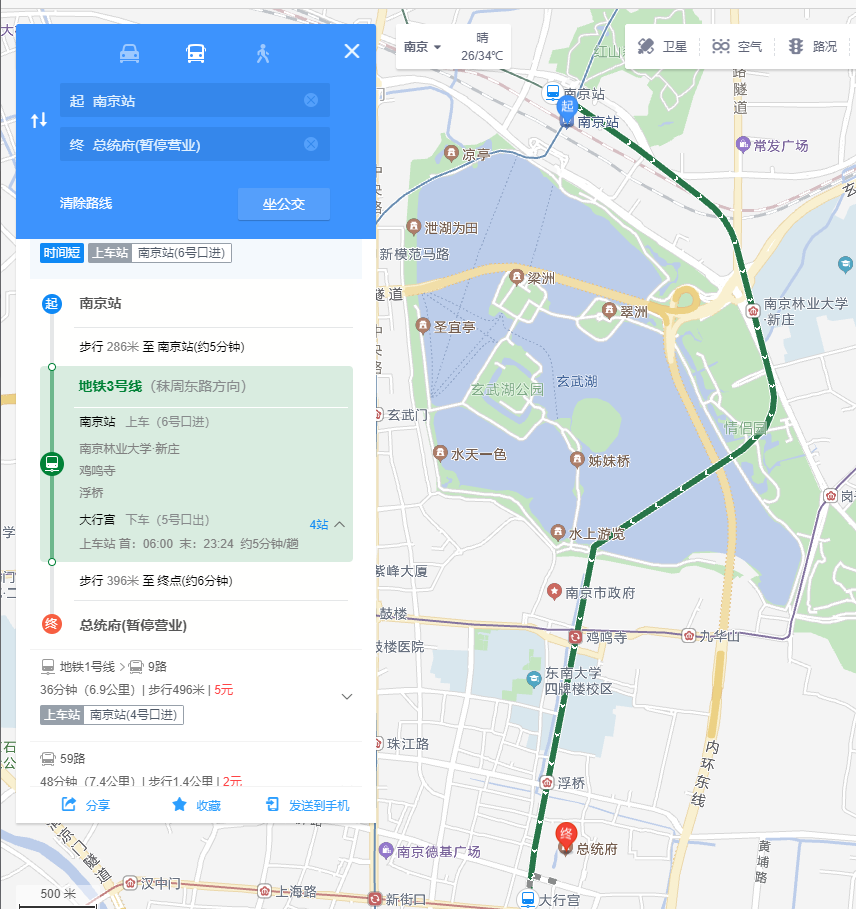 起 南京站
终 总统府(暂停营业)
清除路线
坐公交
时间短 上车站 南京站(6号口进)
起 南京站
步行 286米 至 南京站(约5分钟)
地铁3号线（秣周东路方向）
南京站 上车（6号口进）
南京林业大学·新庄
鸡鸣寺
浮桥
大行宫 下车（5号口出）
4站
上车站 首：06:00 末：23:24 约5分钟/趟
步行 396米 至 终点(约6分钟)
终 总统府(暂停营业)
地铁1号线 > 9路
36分钟（6.9公里）| 步行496米 | 5元
上车站 南京站(4号口进)
59路
48分钟（7.4公里）| 步行1.4公里 | 2元
分享 收藏 发送到手机
500 米
南京
晴
26/34℃
卫星 空气 路况
红山
路隧道
南京站
起
南京站
常发广场
凉亭
玄
泄湖为田
新模范马路
隧道
梁洲
翠洲
圣宜亭
南京林业大学
·新庄
玄武湖公园
玄武湖
玄武门
情侣园
水天一色
姊妹桥
岗
水上游览
紫峰大厦
南京市政府
鼓楼
鸡鸣寺
九华山
鼓楼医院
东南大学
四牌楼校区
珠江路
内环东线
浮桥
终
总统府
南京德基广场
黄埔路
汉中门
上海路
新街口
大行宫